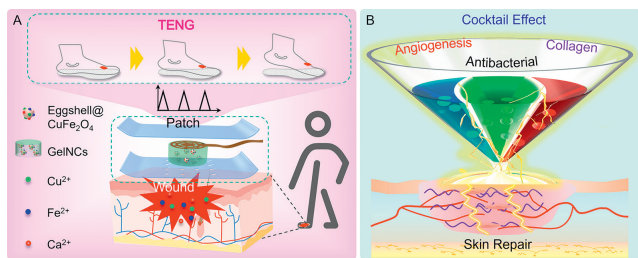 A
TENG
Eggshell@
CuFe₂O₄
GelNCs
Cu²⁺
Fe²⁺
Ca²⁺
Patch
Wound
B
Cocktail Effect
Angiogenesis
Collagen
Antibacterial
Skin Repair